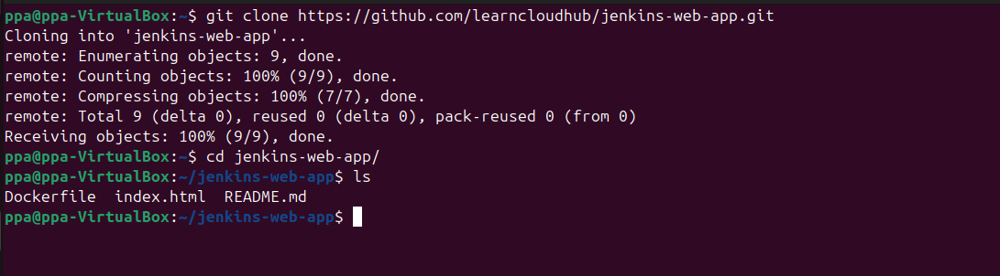 ppa@ppa-VirtualBox:~$ git clone https://github.com/learncloudhub/jenkins-web-app.git
Cloning into 'jenkins-web-app'...
remote: Enumerating objects: 9, done.
remote: Counting objects: 100% (9/9), done.
remote: Compressing objects: 100% (7/7), done.
remote: Total 9 (delta 0), reused 0 (delta 0), pack-reused 0 (from 0)
Receiving objects: 100% (9/9), done.
ppa@ppa-VirtualBox:~$ cd jenkins-web-app/
ppa@ppa-VirtualBox:~/jenkins-web-app$ ls
Dockerfile  index.html  README.md
ppa@ppa-VirtualBox:~/jenkins-web-app$